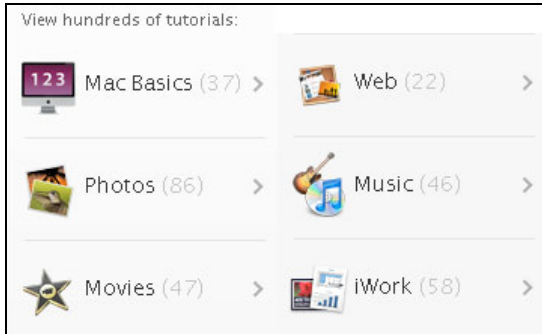 View hundreds of tutorials:
123
Mac Basics (37)
Web (22)
Photos (86)
Music (46)
Movies (47)
iWork (58)